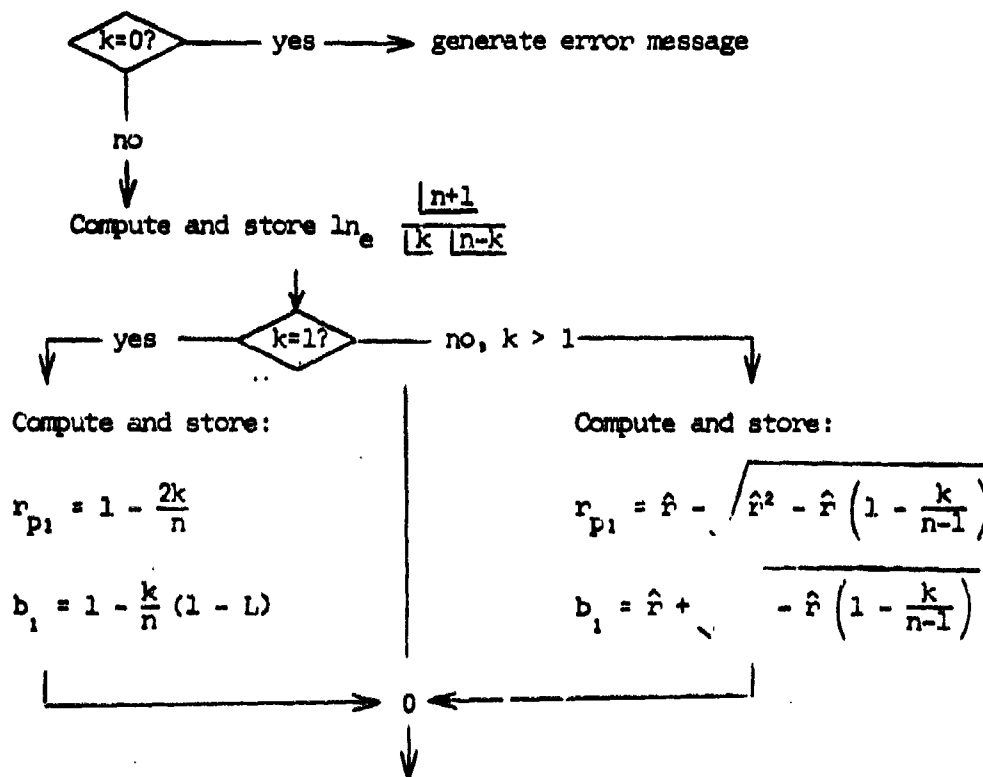 k=0? yes generate error message
no
Compute and store ln_e |n+1 / |k |n-k
yes k=1? no, k > 1
Compute and store: Compute and store:
r_p1 = 1 - 2k/n r_p1 = r̂ - √(r̂² - r̂ (1 - k/(n-1))
b_1 = 1 - k/n (1 - L) b_1 = r̂ + - r̂ (1 - k/(n-1))
0